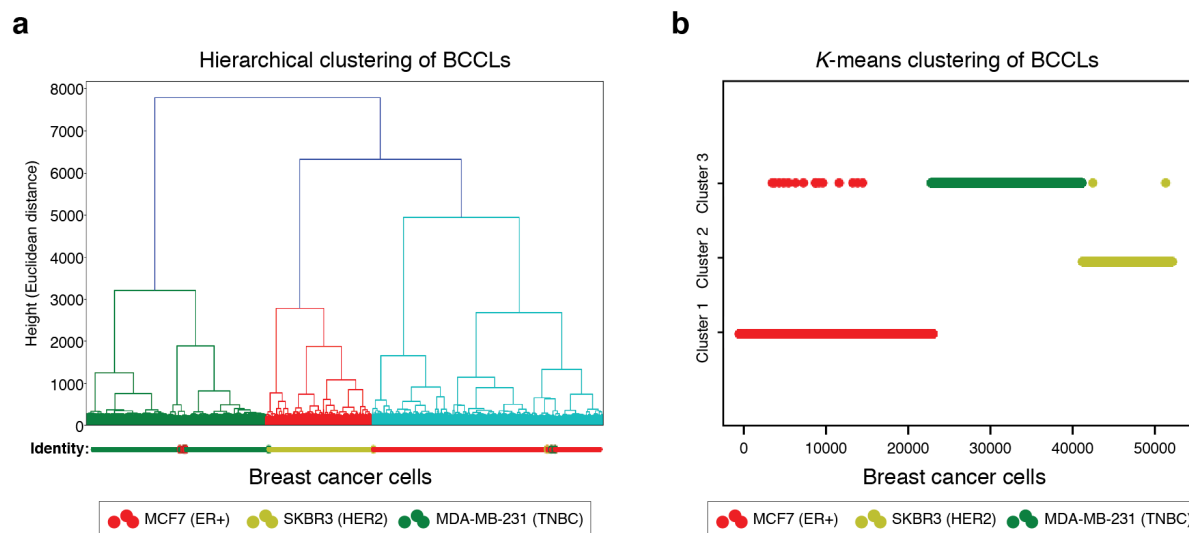 a
Hierarchical clustering of BCCLs
Height (Euclidean distance)
8000
7000
6000
5000
4000
3000
2000
1000
0
Identity:
Breast cancer cells
MCF7 (ER+) SKBR3 (HER2) MDA-MB-231 (TNBC)
b
K-means clustering of BCCLs
Cluster 3
Cluster 2
Cluster 1
0 10000 20000 30000 40000 50000
Breast cancer cells
MCF7 (ER+) SKBR3 (HER2) MDA-MB-231 (TNBC)